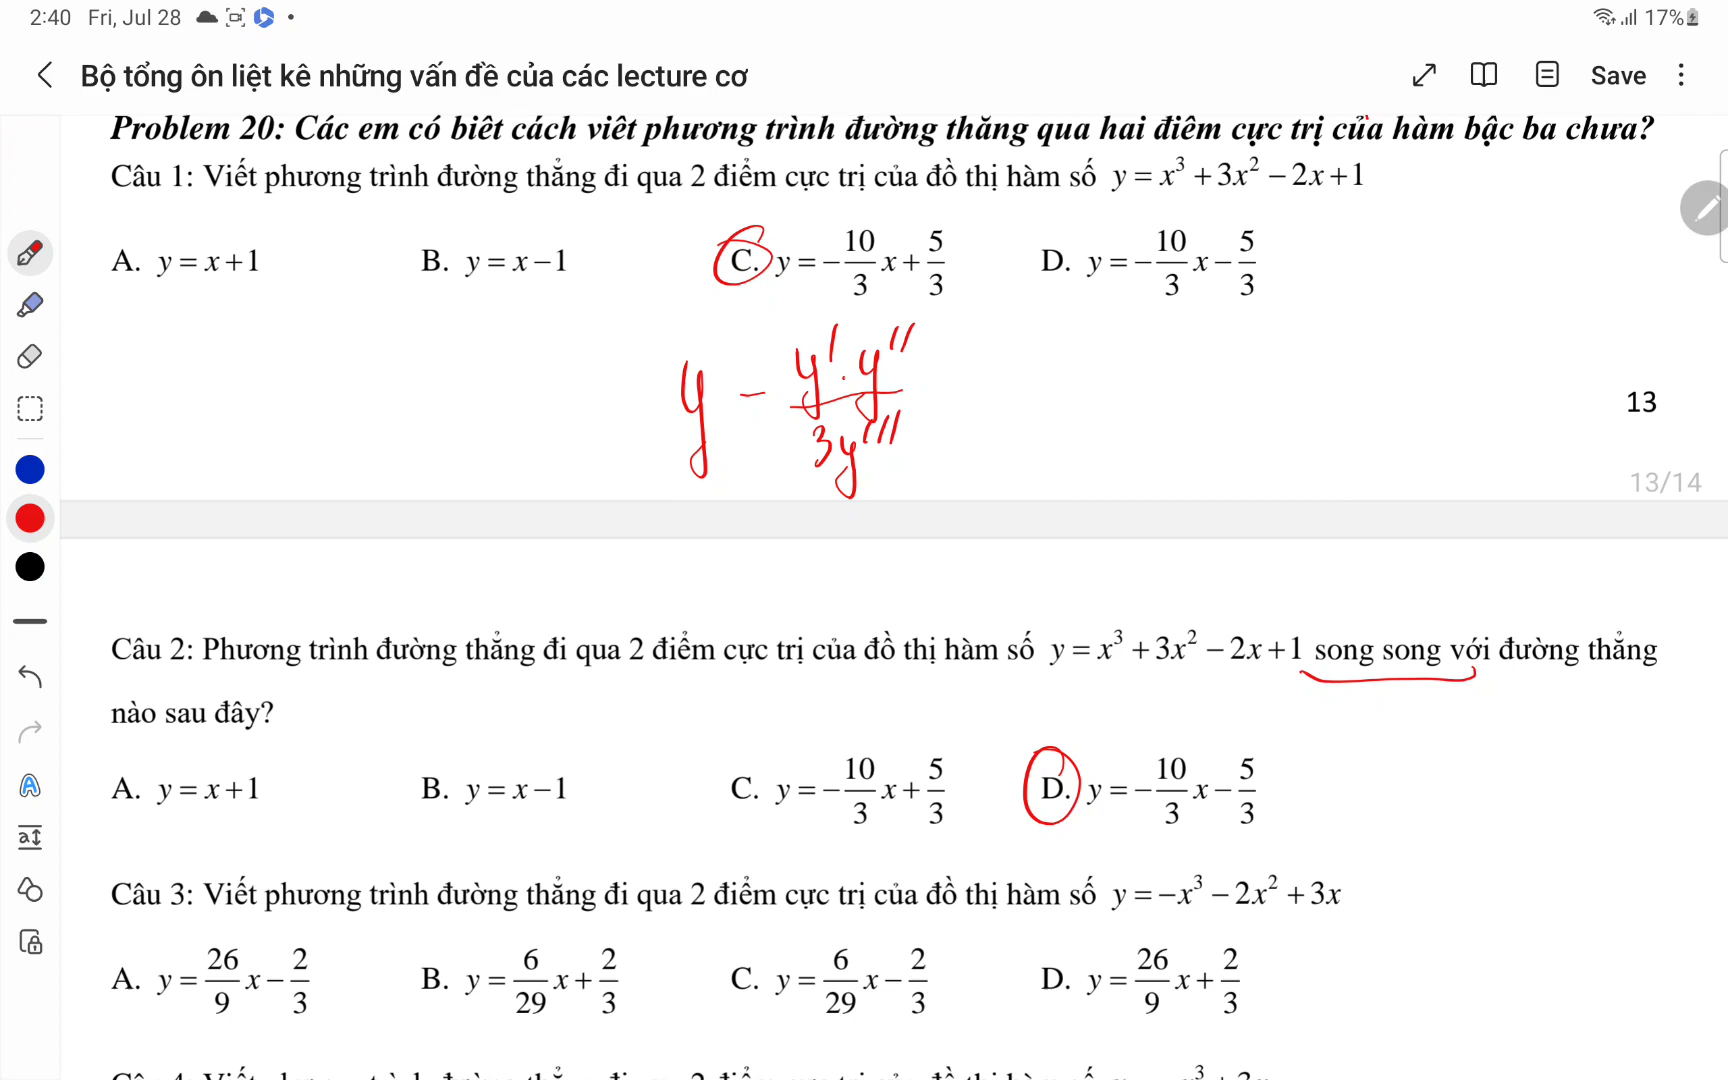 2:40 Fri, Jul 28 17%
Bộ tổng ôn liệt kê những vấn đề của các lecture cơ Save
Problem 20: Các em có biết cách viết phương trình đường thẳng qua hai điểm cực trị của hàm bậc ba chưa?
Câu 1: Viết phương trình đường thẳng đi qua 2 điểm cực trị của đồ thị hàm số y = x³ + 3x² − 2x + 1
A. y = x + 1 B. y = x − 1 C. y = −10/3 x + 5/3 D. y = −10/3 x − 5/3
y − y'.y''/3y'''
13
13/14
Câu 2: Phương trình đường thẳng đi qua 2 điểm cực trị của đồ thị hàm số y = x³ + 3x² − 2x + 1 song song với đường thẳng
nào sau đây?
A. y = x + 1 B. y = x − 1 C. y = −10/3 x + 5/3 D. y = −10/3 x − 5/3
Câu 3: Viết phương trình đường thẳng đi qua 2 điểm cực trị của đồ thị hàm số y = −x³ − 2x² + 3x
A. y = 26/9 x − 2/3 B. y = 6/29 x + 2/3 C. y = 6/29 x − 2/3 D. y = 26/9 x + 2/3